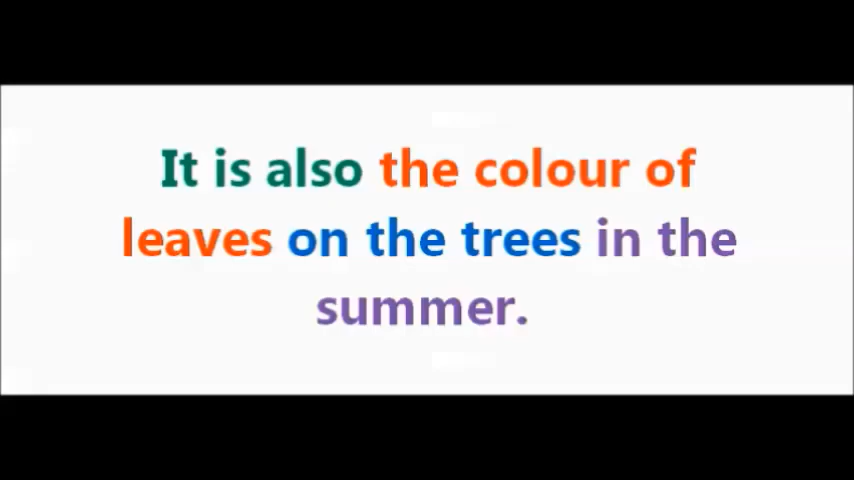 It is also the colour of
leaves on the trees in the
summer.